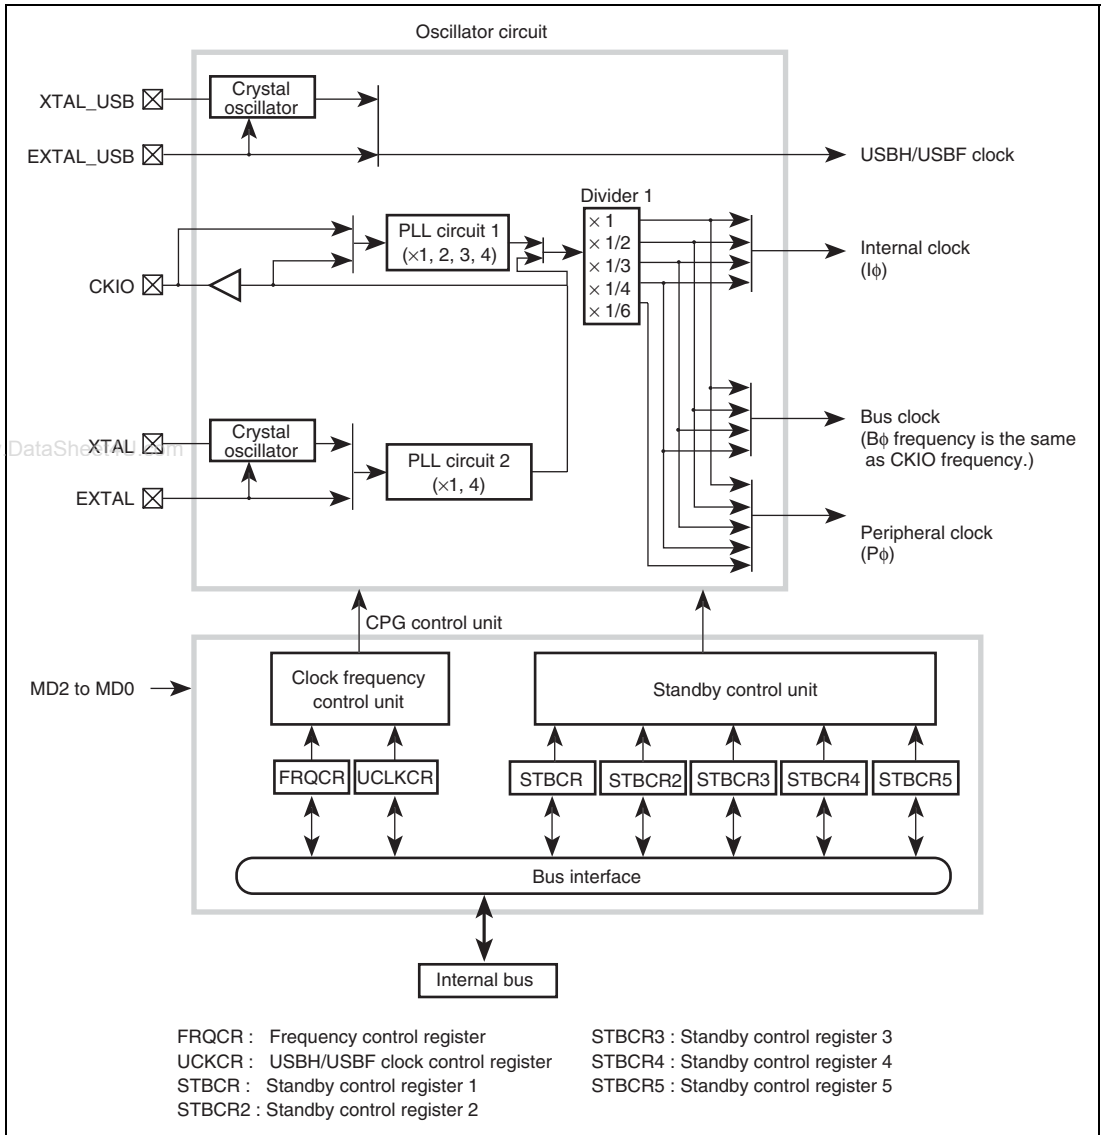 Oscillator circuit
XTAL_USB
Crystal
oscillator
EXTAL_USB
USBH/USBF clock
Divider 1
× 1
× 1/2
× 1/3
× 1/4
× 1/6
PLL circuit 1
(×1, 2, 3, 4)
Internal clock
(Iϕ)
CKIO
Bus clock
(Bϕ frequency is the same
as CKIO frequency.)
XTAL
Crystal
oscillator
PLL circuit 2
(×1, 4)
EXTAL
Peripheral clock
(Pϕ)
CPG control unit
MD2 to MD0
Clock frequency
control unit
Standby control unit
FRQCR
UCLKCR
STBCR
STBCR2
STBCR3
STBCR4
STBCR5
Bus interface
Internal bus
FRQCR : Frequency control register
UCKCR : USBH/USBF clock control register
STBCR : Standby control register 1
STBCR2 : Standby control register 2
STBCR3 : Standby control register 3
STBCR4 : Standby control register 4
STBCR5 : Standby control register 5